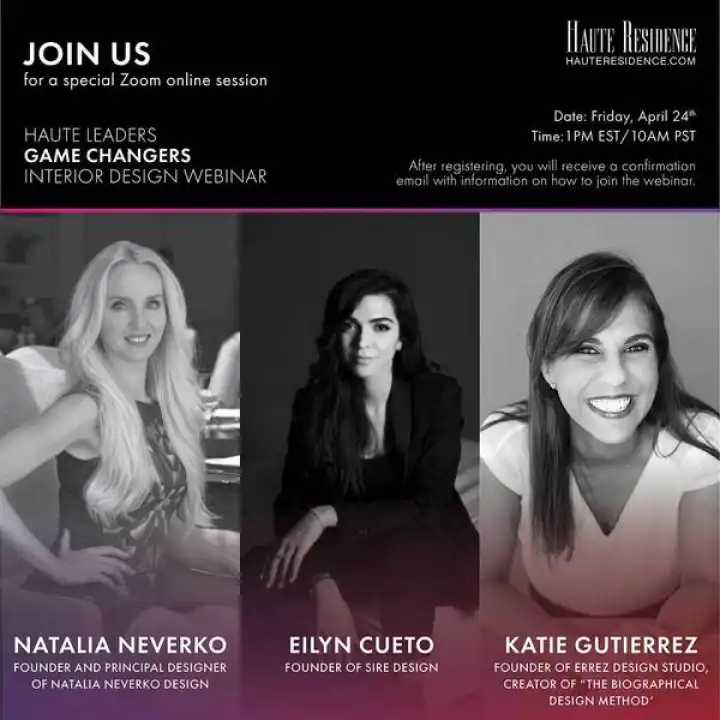 JOIN US
for a special Zoom online session
HAUTE LEADERS
GAME CHANGERS
INTERIOR DESIGN WEBINAR
HAUTE RESIDENCE
HAUTERESIDENCE.COM
Date: Friday, April 24th
Time:1PM EST/10AM PST
After registering, you will receive a confirmation
email with information on how to join the webinar.
NATALIA NEVERKO
FOUNDER AND PRINCIPAL DESIGNER
OF NATALIA NEVERKO DESIGN
EILYN CUETO
FOUNDER OF SIRE DESIGN
KATIE GUTIERREZ
FOUNDER OF ERREZ DESIGN STUDIO,
CREATOR OF “THE BIOGRAPHICAL
DESIGN METHOD’